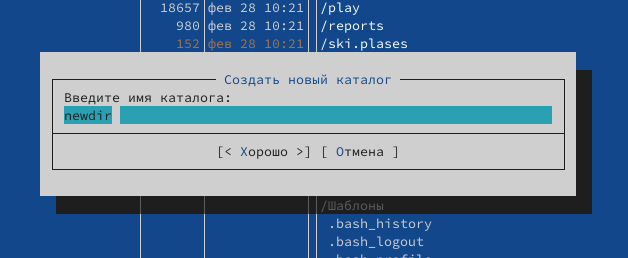 18657 фев 28 10:21 /play
980 фев 28 10:21 /reports
152 фев 28 10:21 /ski.plases
Создать новый каталог
Введите имя каталога:
newdir
[< Хорошо >] [ Отмена ]
/Шаблоны
.bash_history
.bash_logout
.bash_profile